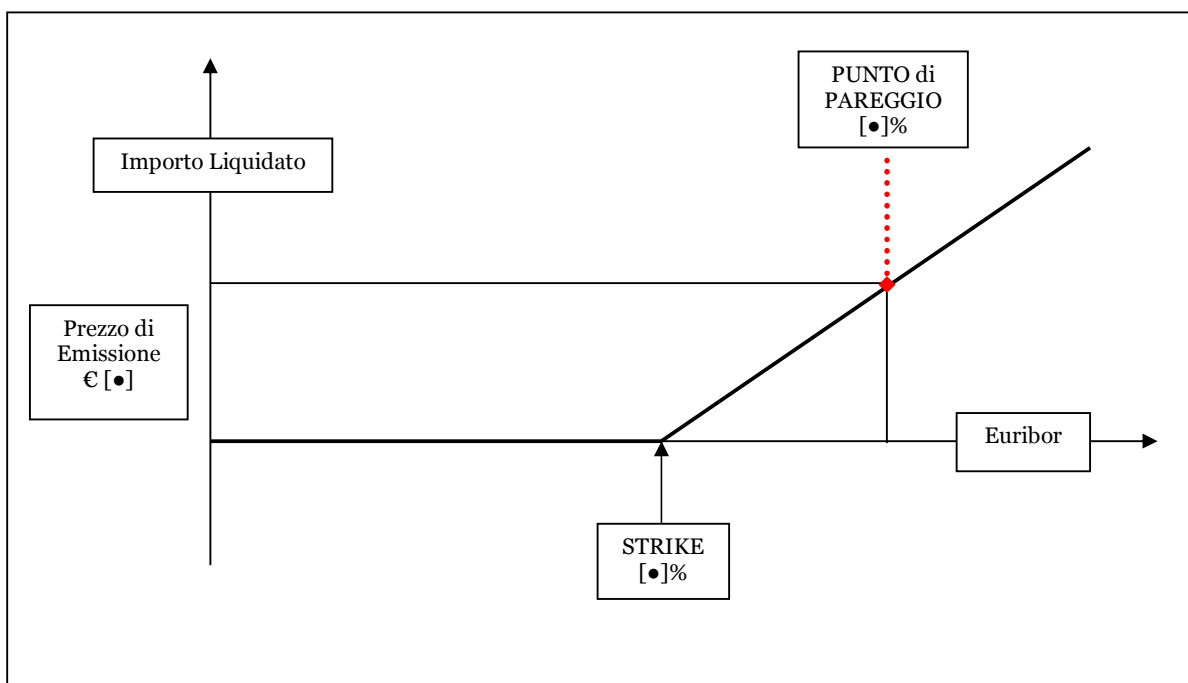 PUNTO di
PAREGGIO
[●]%
Importo Liquidato
Prezzo di
Emissione
€ [●]
Euribor
STRIKE
[●]%